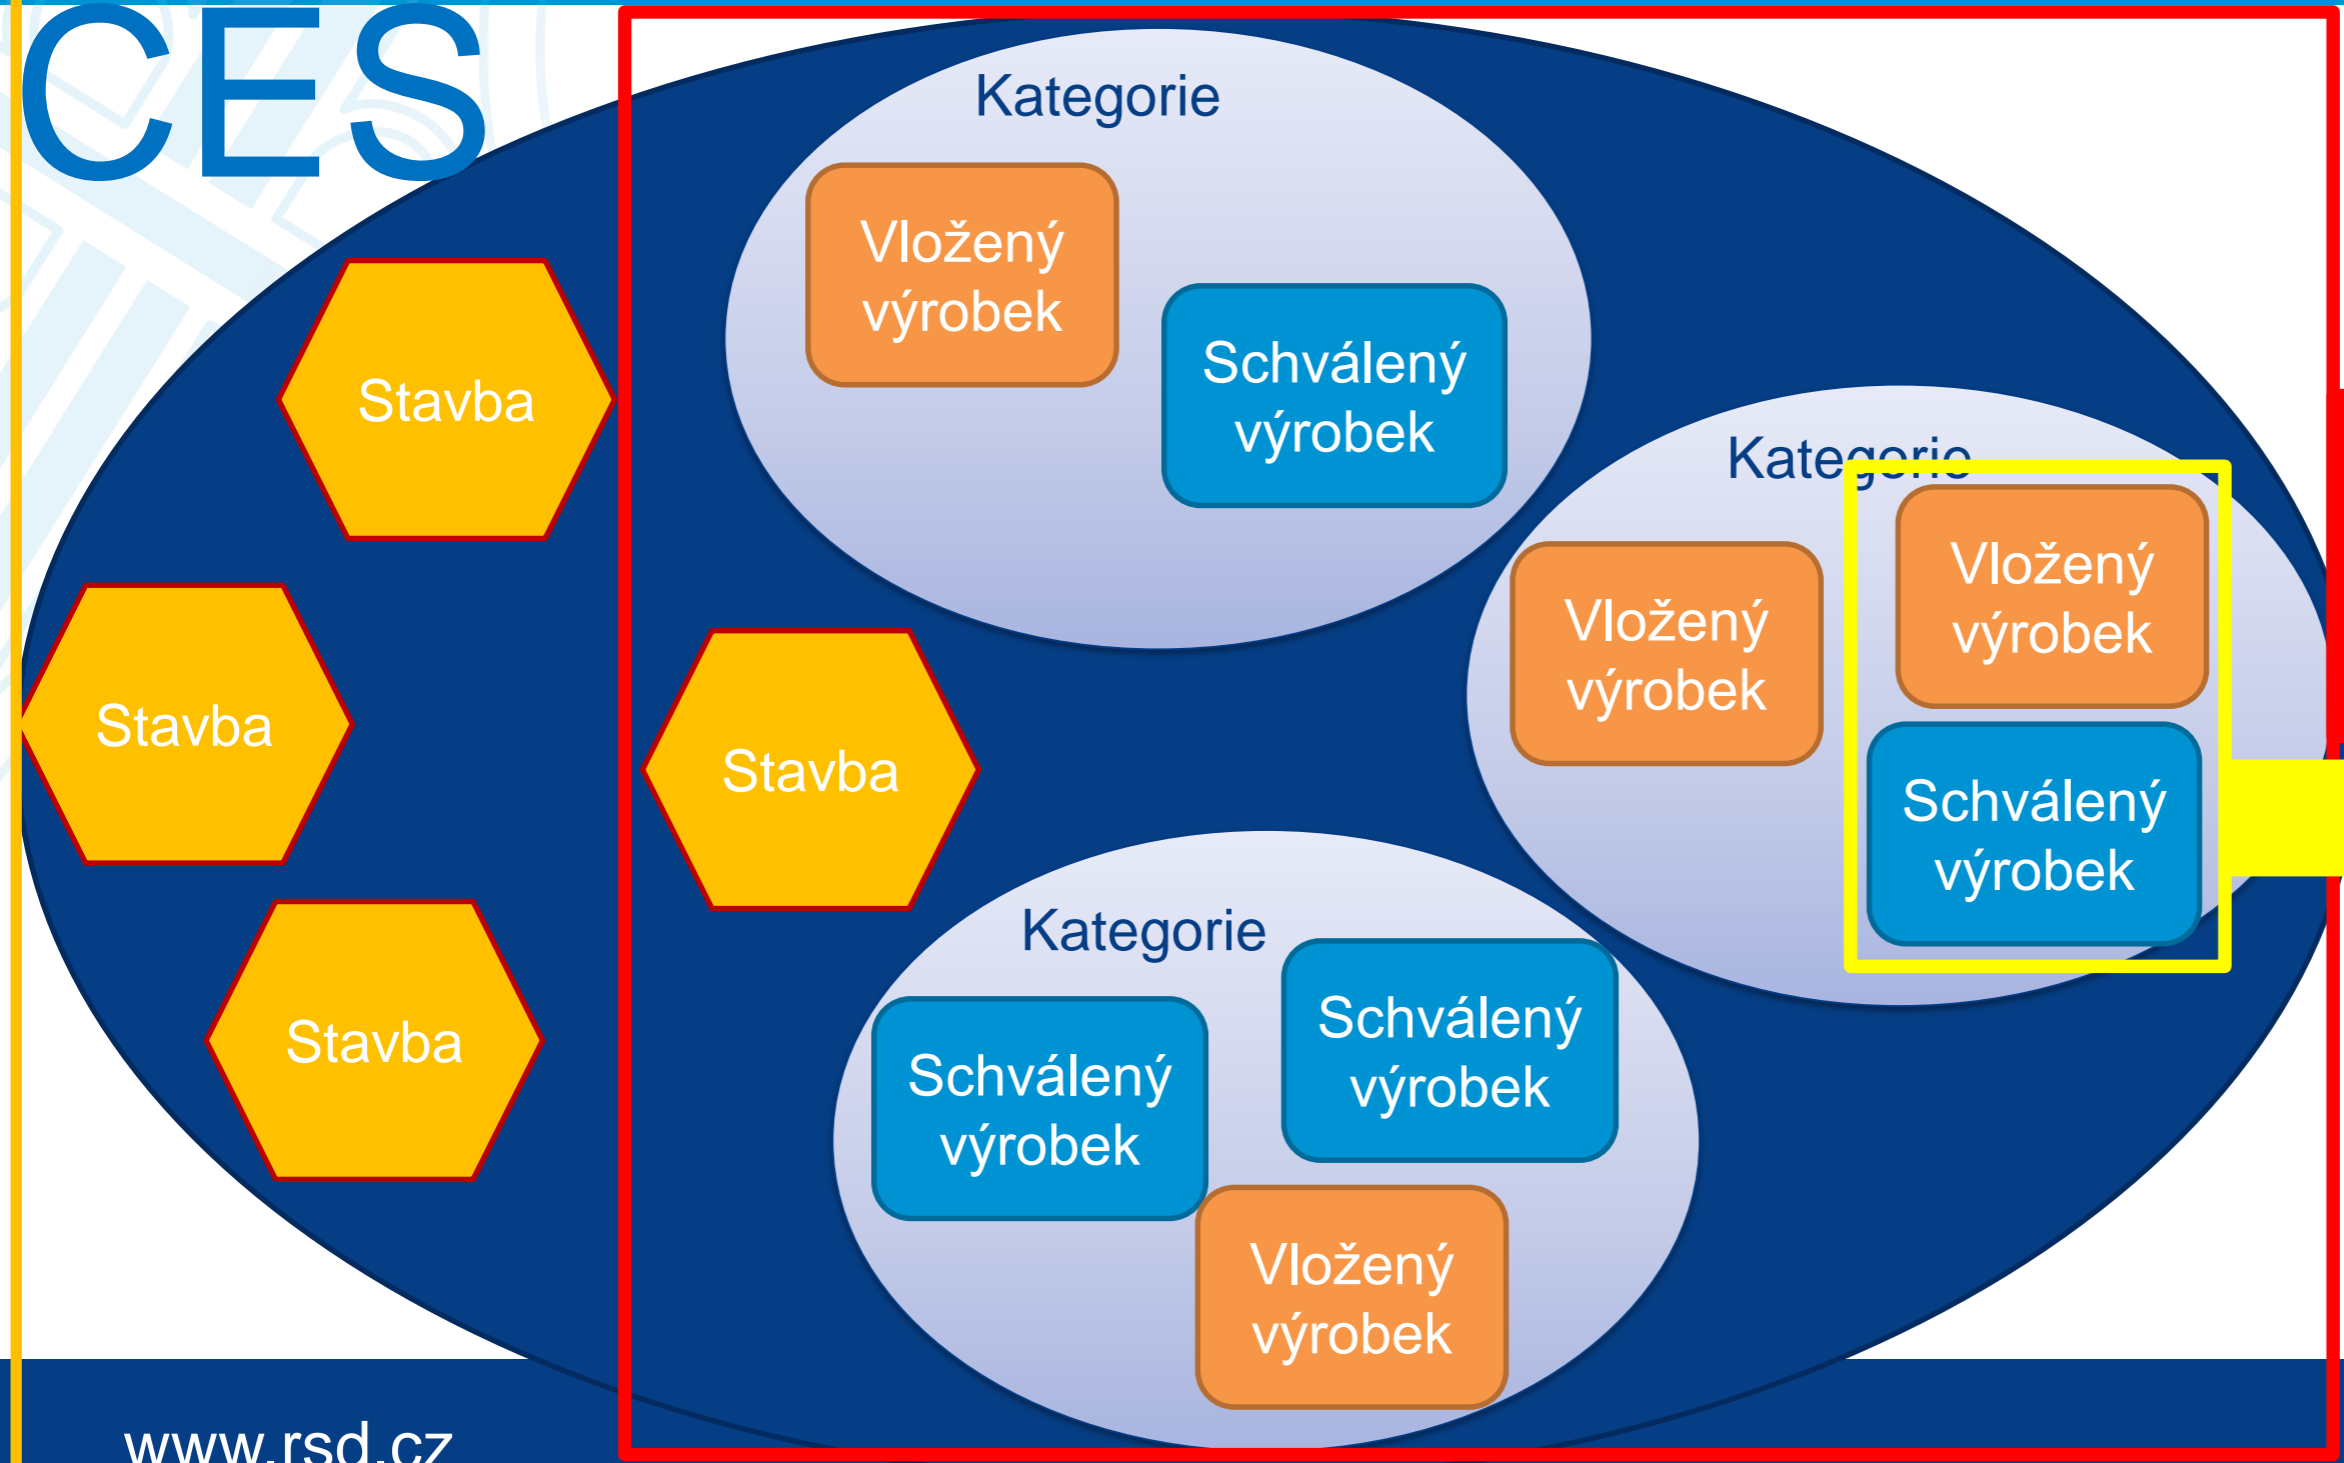 CES
Kategorie
Vložený
výrobek
Schválený
výrobek
Stavba
Kategorie
Vložený
výrobek
Vložený
výrobek
Schválený
výrobek
Stavba
Stavba
Kategorie
Schválený
výrobek
Schválený
výrobek
Stavba
Vložený
výrobek
www.rsd.cz